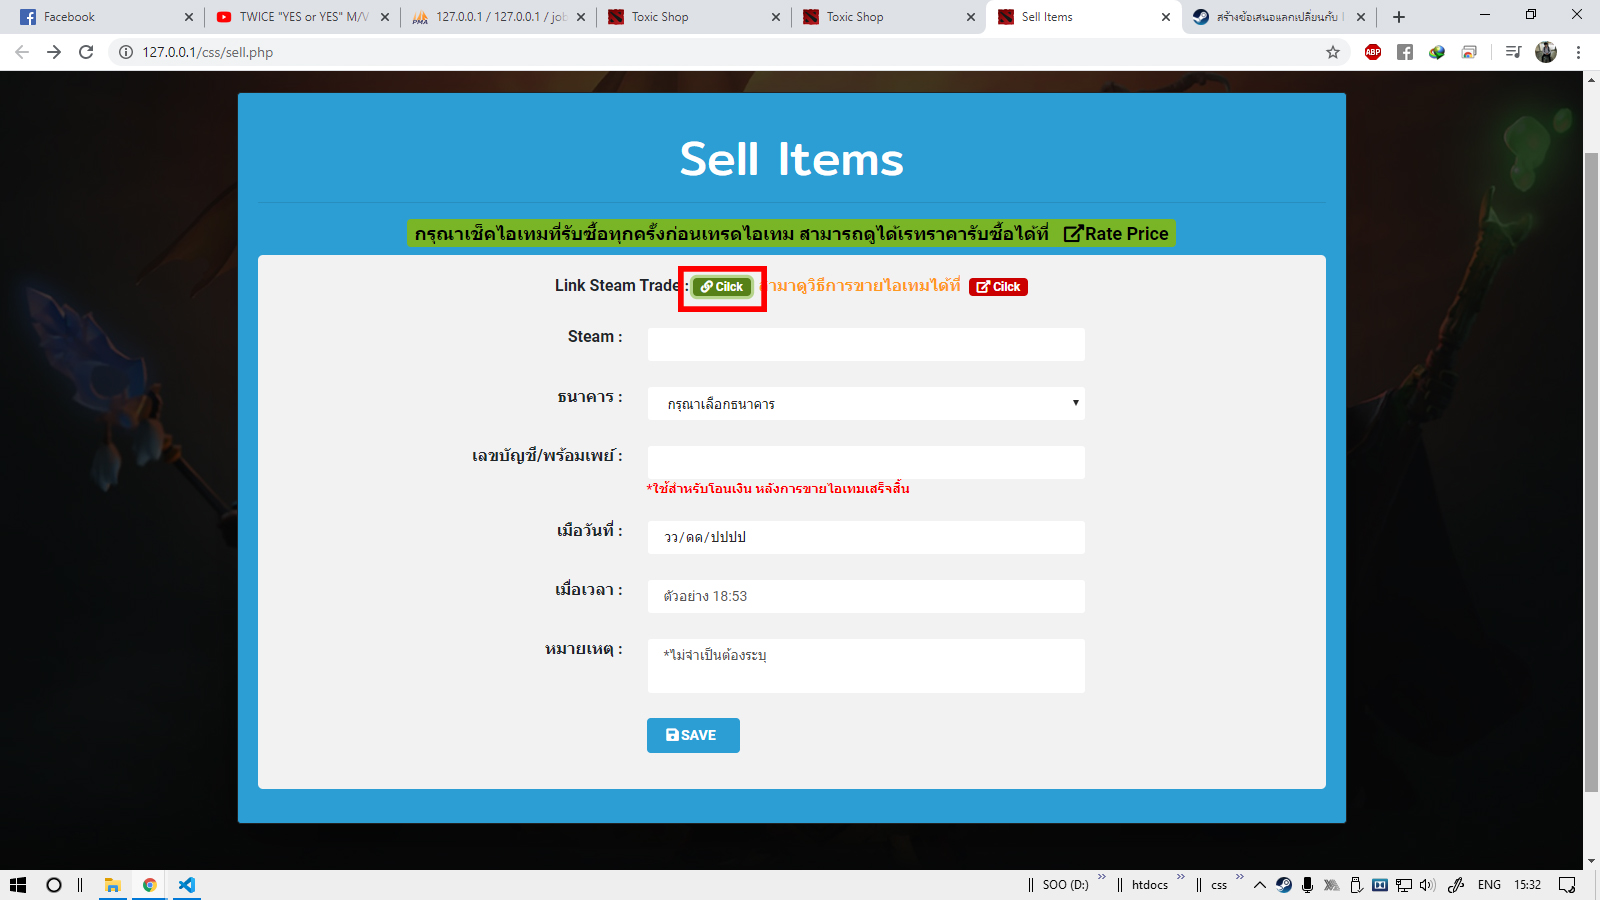 Facebook
TWICE "YES or YES" M/V
127.0.0.1 / 127.0.0.1 / job
Toxic Shop
Toxic Shop
Sell Items
สร้างข้อเสนอแลกเปลี่ยนกับ
127.0.0.1/css/sell.php
ABP
Sell Items
กรุณาเช็คไอเทมที่รับซื้อทุกครั้งก่อนเทรดไอเทม สามารถดูได้เรทราคารับซื้อได้ที่ Rate Price
Link Steam Trade : Cilck ามาดูวิธีการขายไอเทมได้ที่ Cilck
Steam :
ธนาคาร : กรุณาเลือกธนาคาร
เลขบัญชี/พร้อมเพย์ :
*ใช้สำหรับโอนเงิน หลังการขายไอเทมเสร็จสิ้น
เมือวันที่ : วว/ดด/ปปปป
เมื่อเวลา : ตัวอย่าง 18:53
หมายเหตุ : *ไม่จำเป็นต้องระบุ
SAVE
SOO (D:) » htdocs » css » ENG 15:32